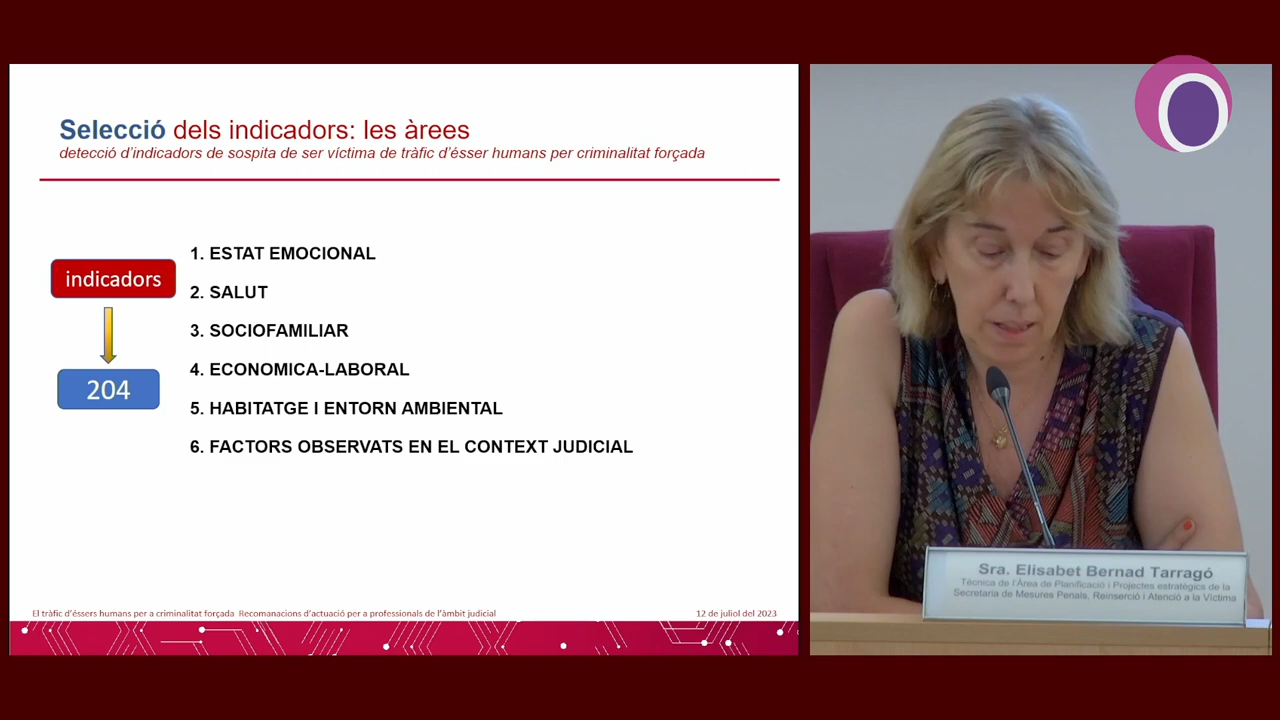 Selecció dels indicadors: les àrees
detecció d'indicadors de sospita de ser víctima de tràfic d'ésser humans per criminalitat forçada
indicadors
204
1. ESTAT EMOCIONAL
2. SALUT
3. SOCIOFAMILIAR
4. ECONOMICA-LABORAL
5. HABITATGE I ENTORN AMBIENTAL
6. FACTORS OBSERVATS EN EL CONTEXT JUDICIAL
El tràfic d'éssers humans per a criminalitat forçada Recomanacions d'actuació per a professionals de l'àmbit judicial
12 de juliol del 2023
Sra. Elisabet Bernad Tarragó
Tècnica de l'Àrea de Planificació i Projectes estratègics de la
Secretaria de Mesures Penals, Reinserció i Atenció a la Víctima